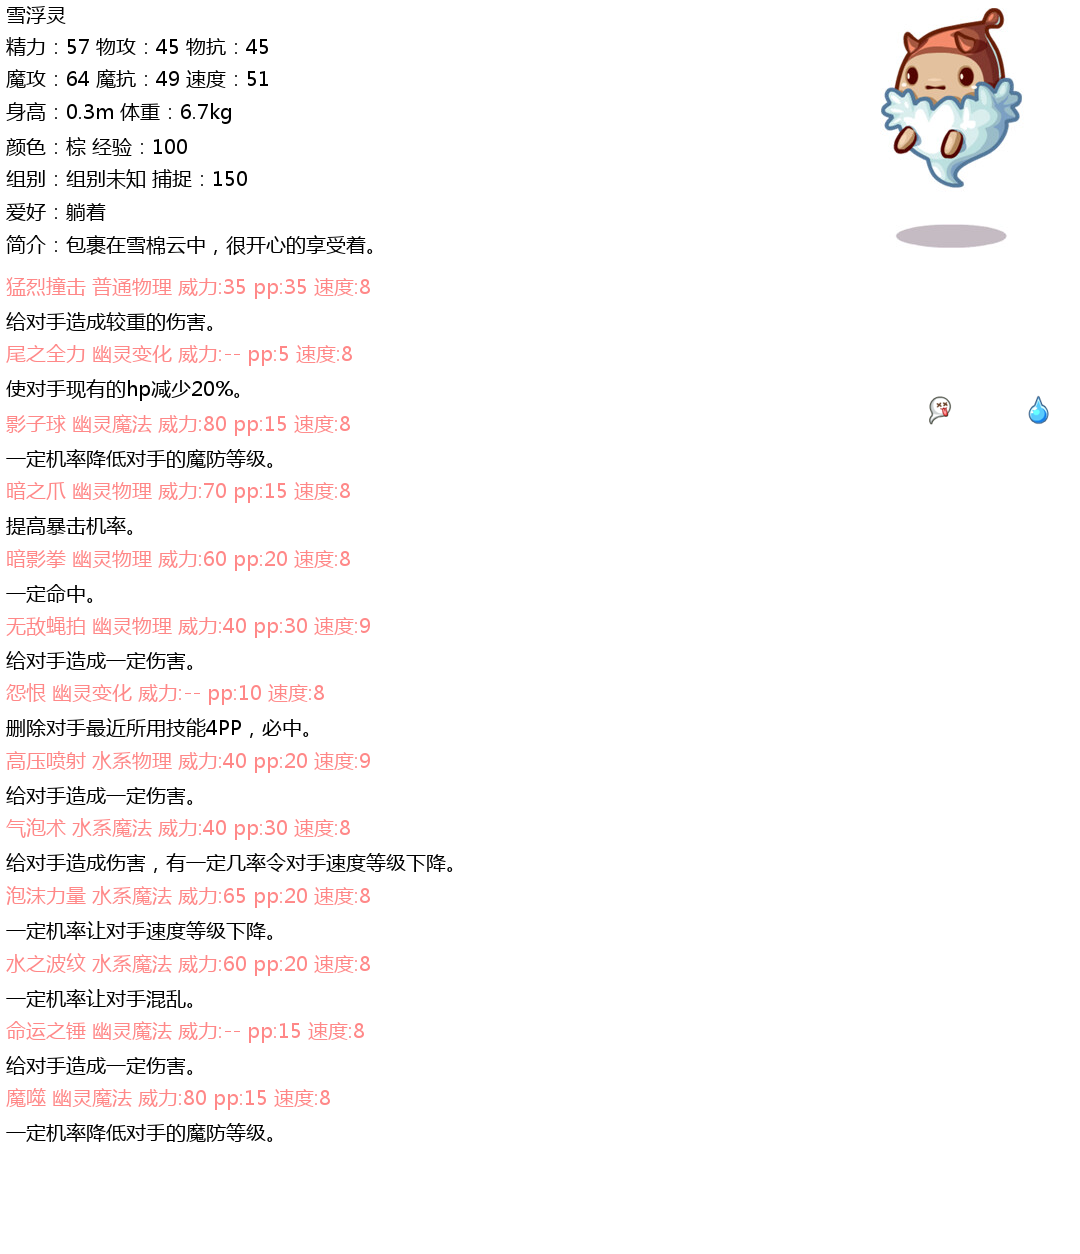 雪浮灵
精力：57 物攻：45 物抗：45
魔攻：64 魔抗：49 速度：51
身高：0.3m 体重：6.7kg
颜色：棕 经验：100
组别：组别未知 捕捉：150
爱好：躺着
简介：包裹在雪棉云中，很开心的享受着。
猛烈撞击 普通物理 威力:35 pp:35 速度:8
给对手造成较重的伤害。
尾之全力 幽灵变化 威力:-- pp:5 速度:8
使对手现有的hp减少20%。
影子球 幽灵魔法 威力:80 pp:15 速度:8
一定机率降低对手的魔防等级。
暗之爪 幽灵物理 威力:70 pp:15 速度:8
提高暴击机率。
暗影拳 幽灵物理 威力:60 pp:20 速度:8
一定命中。
无敌蝇拍 幽灵物理 威力:40 pp:30 速度:9
给对手造成一定伤害。
怨恨 幽灵变化 威力:-- pp:10 速度:8
删除对手最近所用技能4PP，必中。
高压喷射 水系物理 威力:40 pp:20 速度:9
给对手造成一定伤害。
气泡术 水系魔法 威力:40 pp:30 速度:8
给对手造成伤害，有一定几率令对手速度等级下降。
泡沫力量 水系魔法 威力:65 pp:20 速度:8
一定机率让对手速度等级下降。
水之波纹 水系魔法 威力:60 pp:20 速度:8
一定机率让对手混乱。
命运之锤 幽灵魔法 威力:-- pp:15 速度:8
给对手造成一定伤害。
魔噬 幽灵魔法 威力:80 pp:15 速度:8
一定机率降低对手的魔防等级。